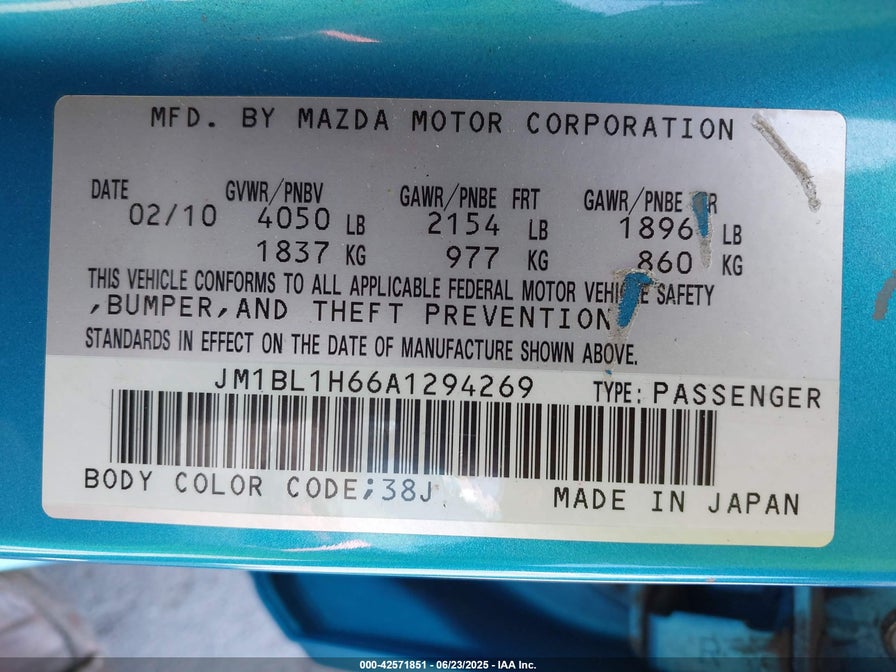 MFD. BY MAZDA MOTOR CORPORATION
DATE GVWR/PNBV GAWR/PNBE FRT GAWR/PNBE RR
02/10 4050 LB 2154 LB 1896 LB
1837 KG 977 KG 860 KG
THIS VEHICLE CONFORMS TO ALL APPLICABLE FEDERAL MOTOR VEHICLE SAFETY
,BUMPER,AND THEFT PREVENTION
STANDARDS IN EFFECT ON THE DATE OF MANUFACTURE SHOWN ABOVE.
JM1BL1H66A1294269 TYPE: PASSENGER
BODY COLOR CODE;38J MADE IN JAPAN
000-42571851 - 06/23/2025 - IAA Inc.